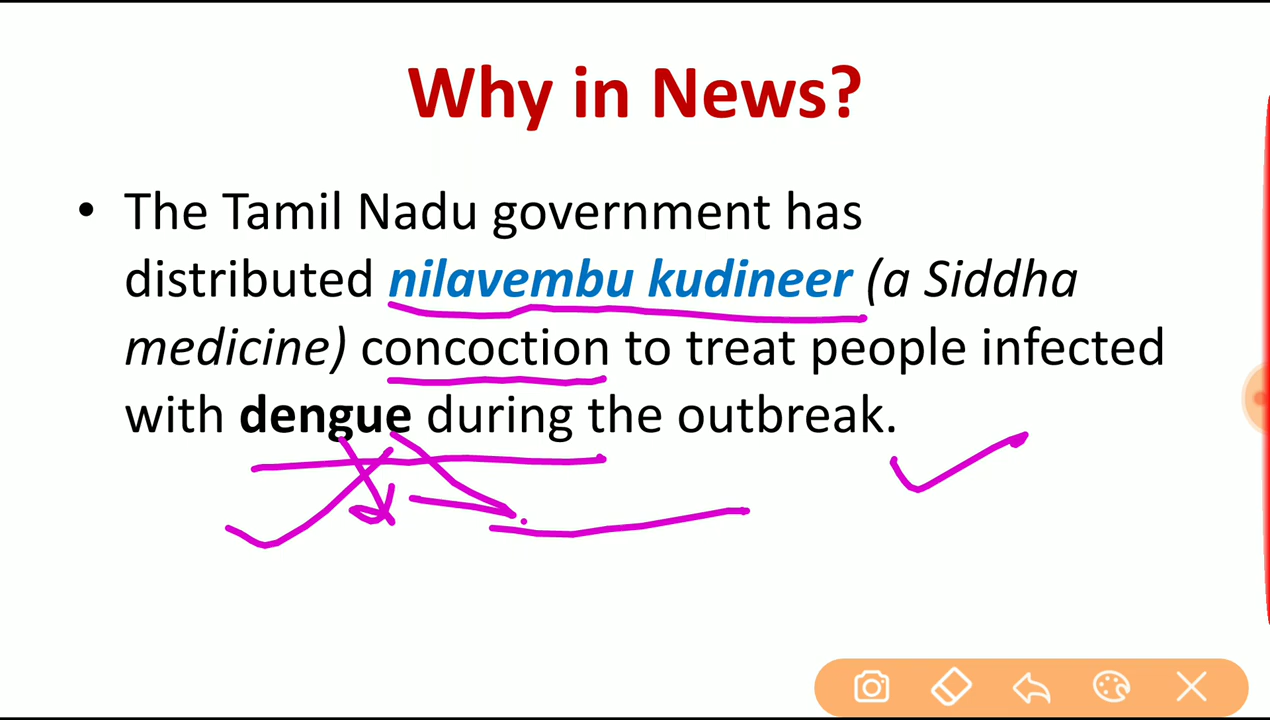 Why in News?
• The Tamil Nadu government has
distributed nilavembu kudineer (a Siddha
medicine) concoction to treat people infected
with dengue during the outbreak.